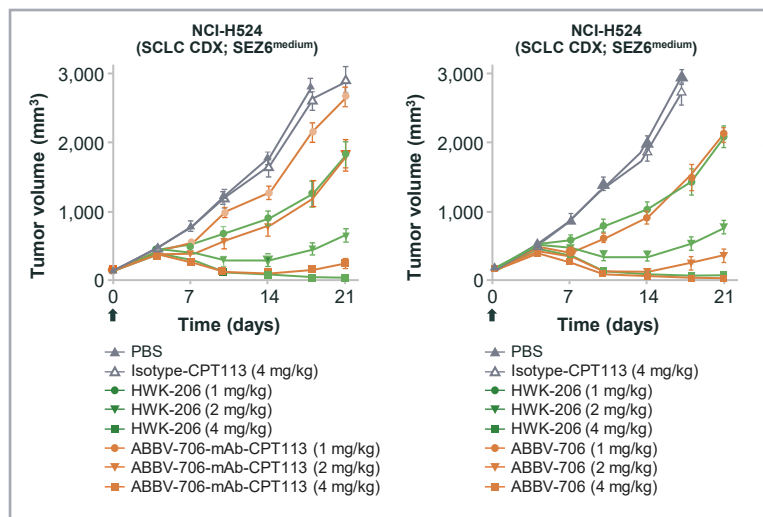 NCI-H524
(SCLC CDX; SEZ6medium)
3,000
2,000
1,000
0
Tumor volume (mm3)
0 7 14 21
Time (days)
PBS
Isotype-CPT113 (4 mg/kg)
HWK-206 (1 mg/kg)
HWK-206 (2 mg/kg)
HWK-206 (4 mg/kg)
ABBV-706-mAb-CPT113 (1 mg/kg)
ABBV-706-mAb-CPT113 (2 mg/kg)
ABBV-706-mAb-CPT113 (4 mg/kg)
NCI-H524
(SCLC CDX; SEZ6medium)
3,000
2,000
1,000
0
Tumor volume (mm3)
0 7 14 21
Time (days)
PBS
Isotype-CPT113 (4 mg/kg)
HWK-206 (1 mg/kg)
HWK-206 (2 mg/kg)
HWK-206 (4 mg/kg)
ABBV-706 (1 mg/kg)
ABBV-706 (2 mg/kg)
ABBV-706 (4 mg/kg)